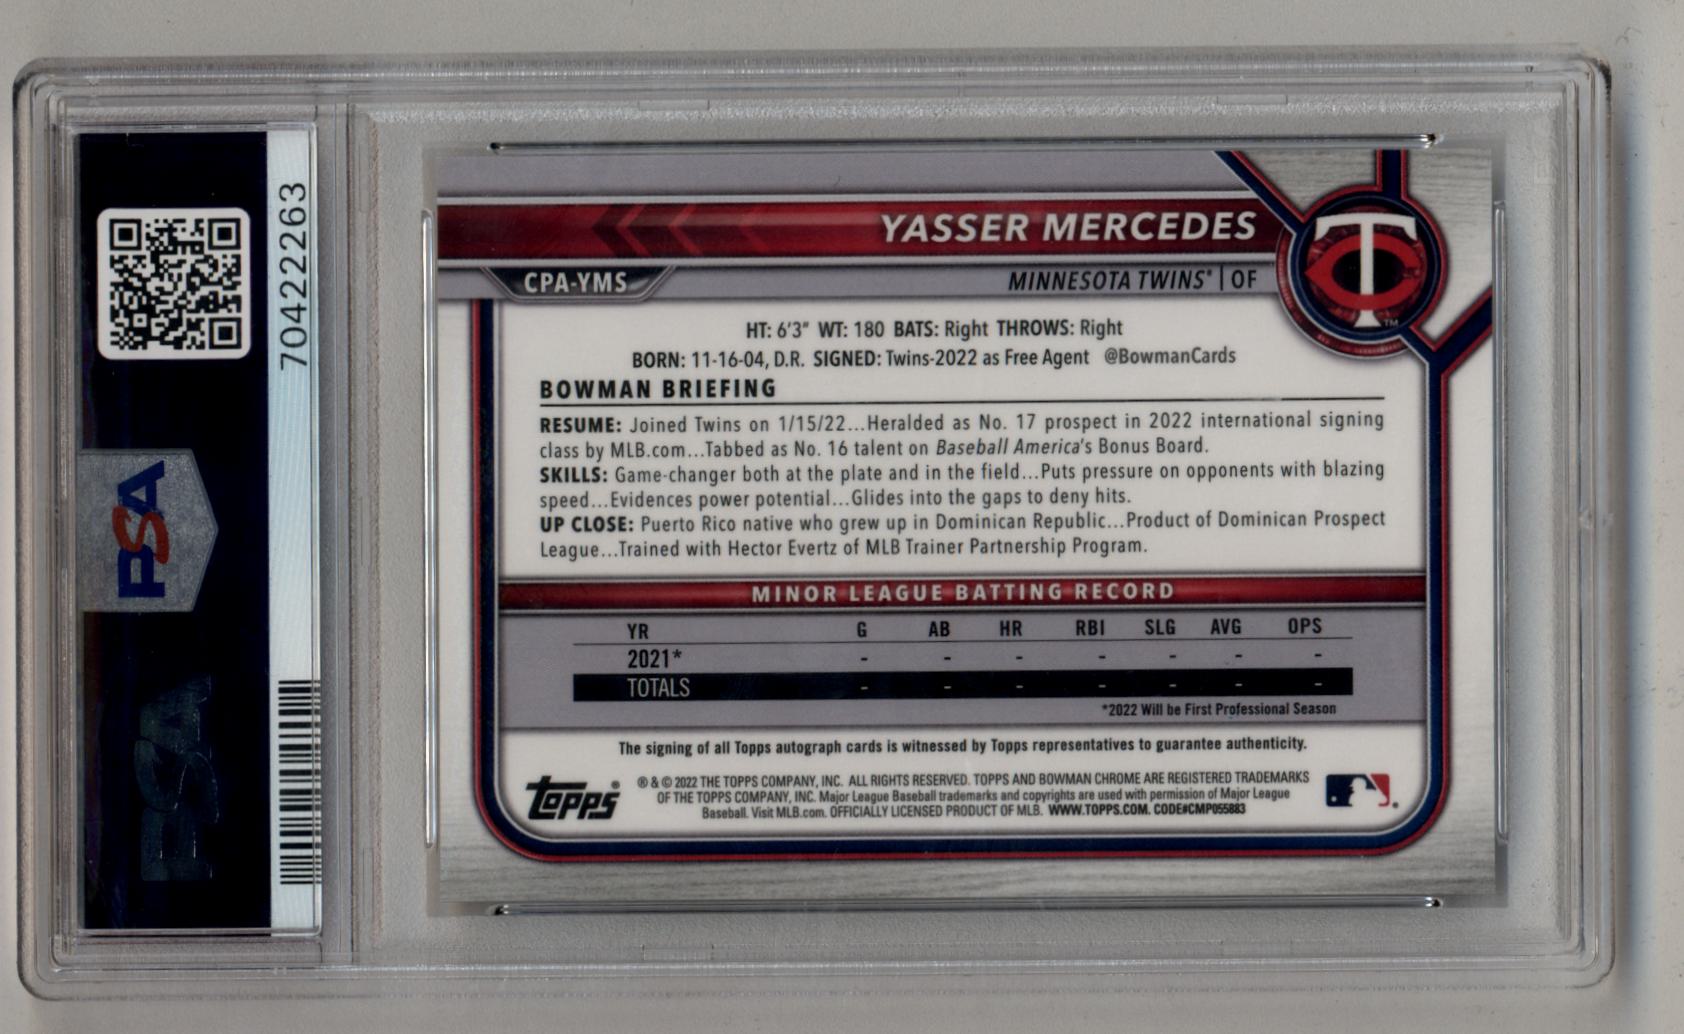 70422263
PSA
PSA
YASSER MERCEDES
CPA-YMS
MINNESOTA TWINS® | OF
TC
TM
HT: 6'3" WT: 180 BATS: Right THROWS: Right
BORN: 11-16-04, D.R. SIGNED: Twins-2022 as Free Agent @BowmanCards
BOWMAN BRIEFING
RESUME: Joined Twins on 1/15/22...Heralded as No. 17 prospect in 2022 international signing
class by MLB.com...Tabbed as No. 16 talent on Baseball America's Bonus Board.
SKILLS: Game-changer both at the plate and in the field...Puts pressure on opponents with blazing
speed...Evidences power potential...Glides into the gaps to deny hits.
UP CLOSE: Puerto Rico native who grew up in Dominican Republic...Product of Dominican Prospect
League...Trained with Hector Evertz of MLB Trainer Partnership Program.
MINOR LEAGUE BATTING RECORD
YR G AB HR RBI SLG AVG OPS
2021* - - - - - - -
TOTALS - - - - - - -
*2022 Will be First Professional Season
The signing of all Topps autograph cards is witnessed by Topps representatives to guarantee authenticity.
topps®
® & © 2022 THE TOPPS COMPANY, INC. ALL RIGHTS RESERVED. TOPPS AND BOWMAN CHROME ARE REGISTERED TRADEMARKS
OF THE TOPPS COMPANY, INC. Major League Baseball trademarks and copyrights are used with permission of Major League
Baseball. Visit MLB.com. OFFICIALLY LICENSED PRODUCT OF MLB. WWW.TOPPS.COM. CODE#CMP055883